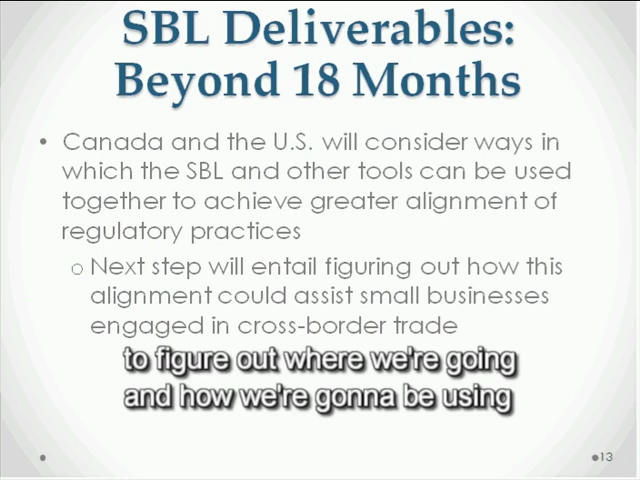 SBL Deliverables:
Beyond 18 Months
• Canada and the U.S. will consider ways in
which the SBL and other tools can be used
together to achieve greater alignment of
regulatory practices
o Next step will entail figuring out how this
alignment could assist small businesses
engaged in cross-border trade
to figure out where we're going
and how we're gonna be using
13